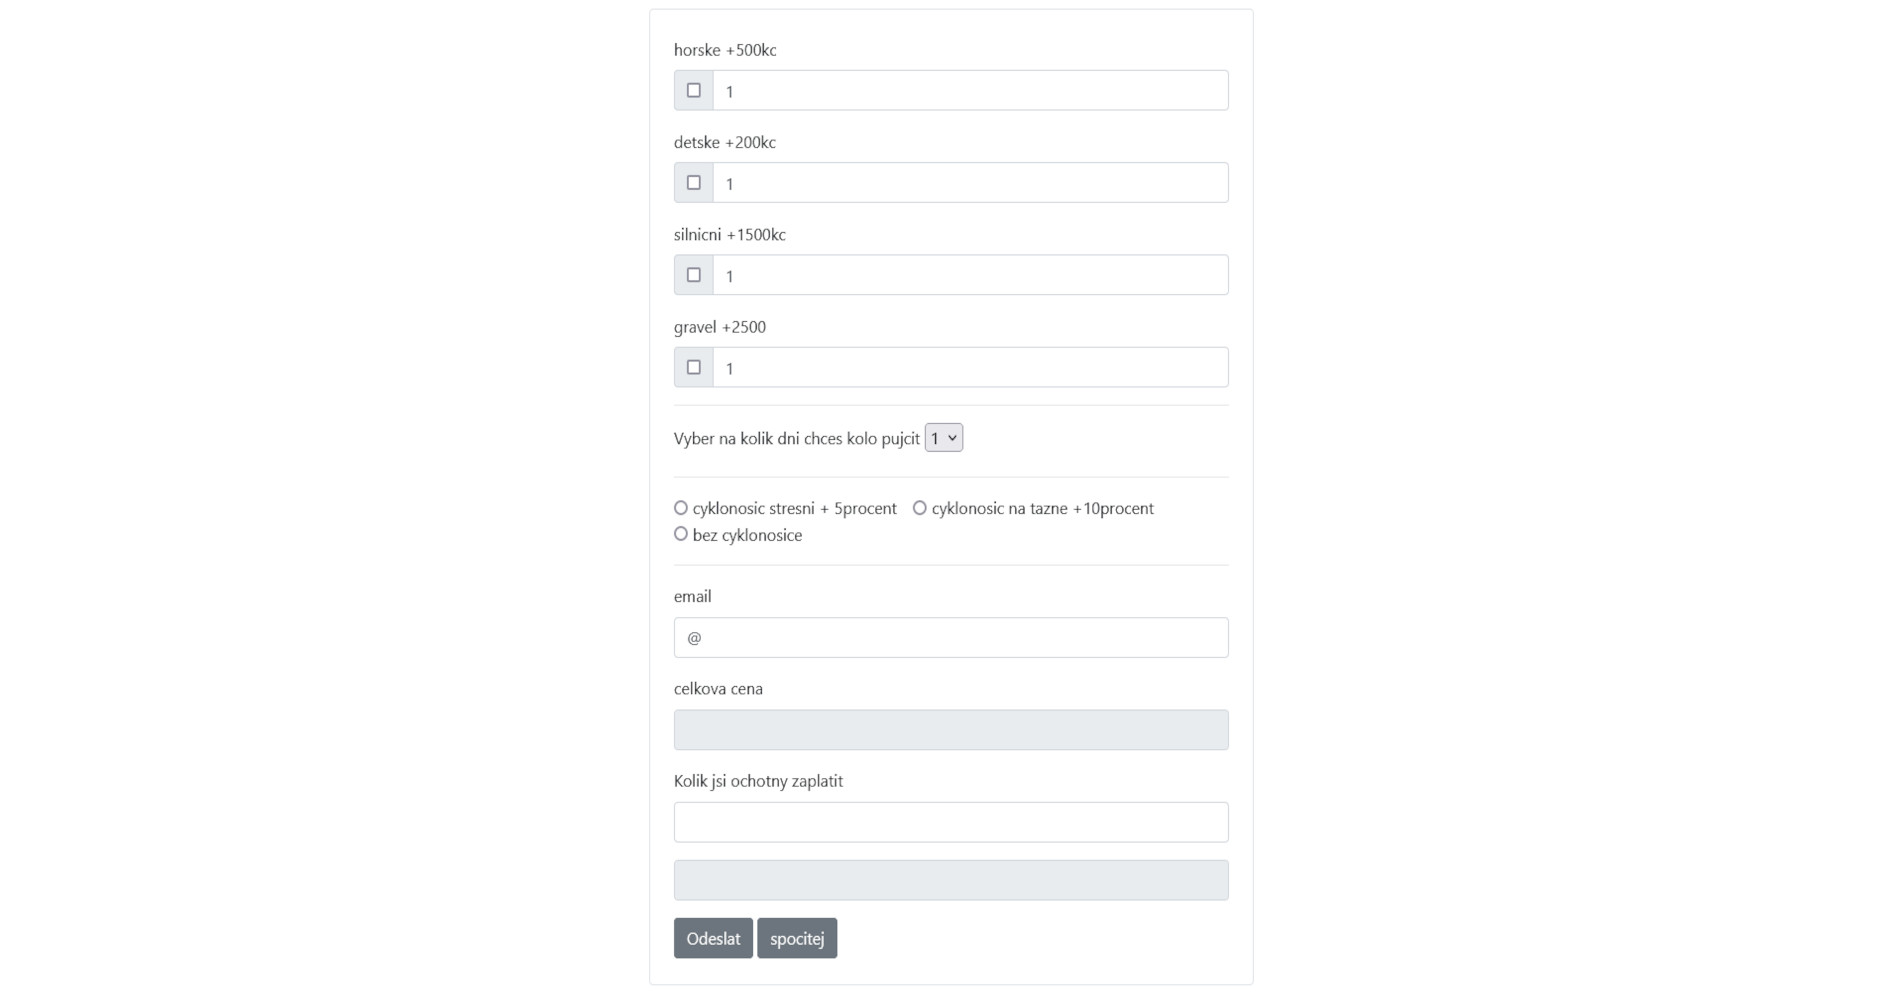 horske +500kc
1
detske +200kc
1
silnicni +1500kc
1
gravel +2500
1
Vyber na kolik dni chces kolo pujcit 1
cyklonosic stresni + 5procent cyklonosic na tazne +10procent
bez cyklonosice
email
@
celkova cena
Kolik jsi ochotny zaplatit
Odeslat spocitej